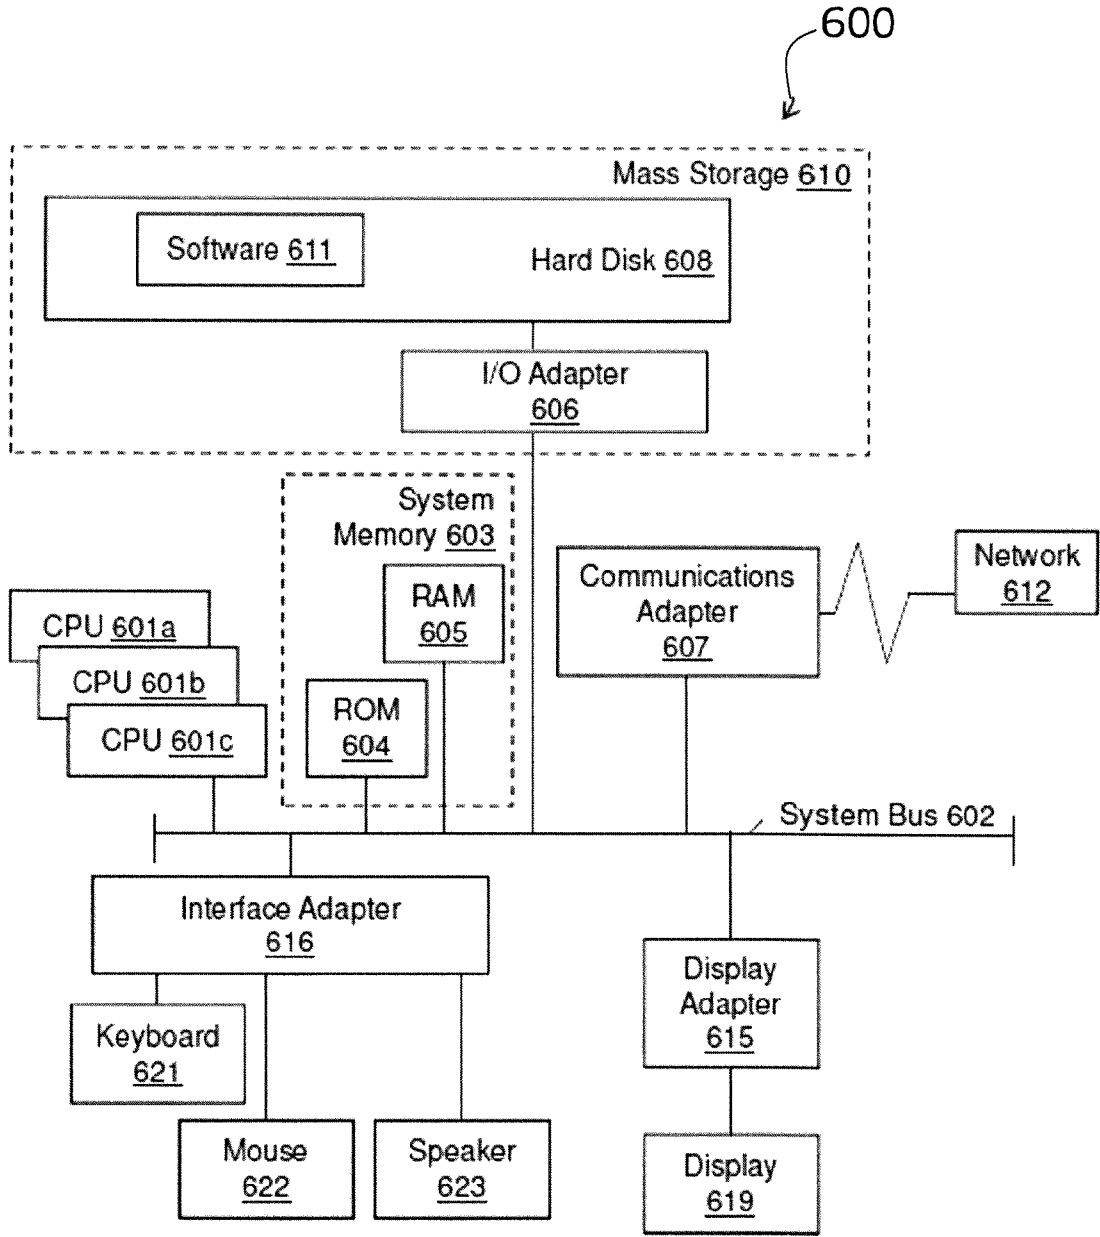 600
Mass Storage 610
Software 611
Hard Disk 608
I/O Adapter
606
System
Memory 603
RAM
605
ROM
604
Communications
Adapter
607
Network
612
CPU 601a
CPU 601b
CPU 601c
System Bus 602
Interface Adapter
616
Keyboard
621
Mouse
622
Speaker
623
Display
Adapter
615
Display
619